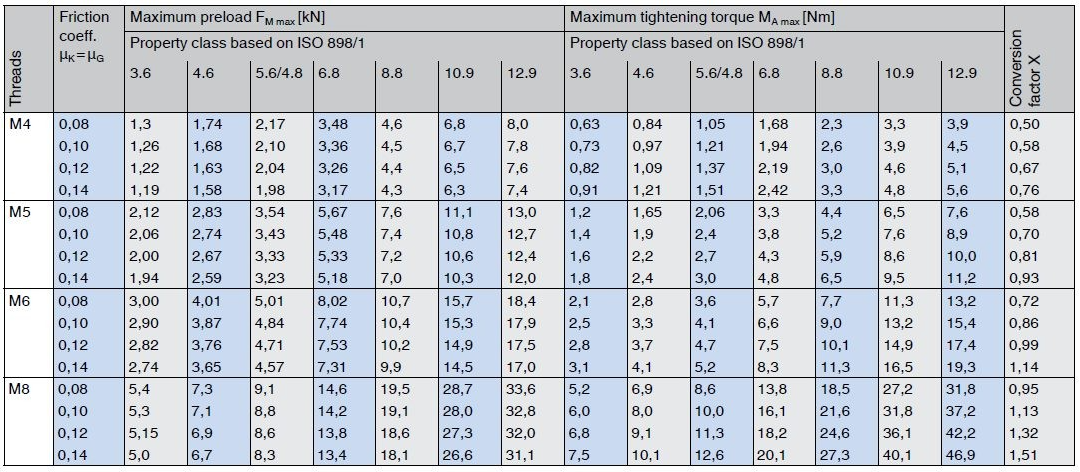 Threads Friction coeff. μK=μG Maximum preload FM max [kN] Maximum tightening torque MA max [Nm] Conversion factor X
Property class based on ISO 898/1 Property class based on ISO 898/1
3.6 4.6 5.6/4.8 6.8 8.8 10.9 12.9 3.6 4.6 5.6/4.8 6.8 8.8 10.9 12.9
M4 0,08 1,3 1,74 2,17 3,48 4,6 6,8 8,0 0,63 0,84 1,05 1,68 2,3 3,3 3,9 0,50
0,10 1,26 1,68 2,10 3,36 4,5 6,7 7,8 0,73 0,97 1,21 1,94 2,6 3,9 4,5 0,58
0,12 1,22 1,63 2,04 3,26 4,4 6,5 7,6 0,82 1,09 1,37 2,19 3,0 4,6 5,1 0,67
0,14 1,19 1,58 1,98 3,17 4,3 6,3 7,4 0,91 1,21 1,51 2,42 3,3 4,8 5,6 0,76
M5 0,08 2,12 2,83 3,54 5,67 7,6 11,1 13,0 1,2 1,65 2,06 3,3 4,4 6,5 7,6 0,58
0,10 2,06 2,74 3,43 5,48 7,4 10,8 12,7 1,4 1,9 2,4 3,8 5,2 7,6 8,9 0,70
0,12 2,00 2,67 3,33 5,33 7,2 10,6 12,4 1,6 2,2 2,7 4,3 5,9 8,6 10,0 0,81
0,14 1,94 2,59 3,23 5,18 7,0 10,3 12,0 1,8 2,4 3,0 4,8 6,5 9,5 11,2 0,93
M6 0,08 3,00 4,01 5,01 8,02 10,7 15,7 18,4 2,1 2,8 3,6 5,7 7,7 11,3 13,2 0,72
0,10 2,90 3,87 4,84 7,74 10,4 15,3 17,9 2,5 3,3 4,1 6,6 9,0 13,2 15,4 0,86
0,12 2,82 3,76 4,71 7,53 10,2 14,9 17,5 2,8 3,7 4,7 7,5 10,1 14,9 17,4 0,99
0,14 2,74 3,65 4,57 7,31 9,9 14,5 17,0 3,1 4,1 5,2 8,3 11,3 16,5 19,3 1,14
M8 0,08 5,4 7,3 9,1 14,6 19,5 28,7 33,6 5,2 6,9 8,6 13,8 18,5 27,2 31,8 0,95
0,10 5,3 7,1 8,8 14,2 19,1 28,0 32,8 6,0 8,0 10,0 16,1 21,6 31,8 37,2 1,13
0,12 5,15 6,9 8,6 13,8 18,6 27,3 32,0 6,8 9,1 11,3 18,2 24,6 36,1 42,2 1,32
0,14 5,0 6,7 8,3 13,4 18,1 26,6 31,1 7,5 10,1 12,6 20,1 27,3 40,1 46,9 1,51